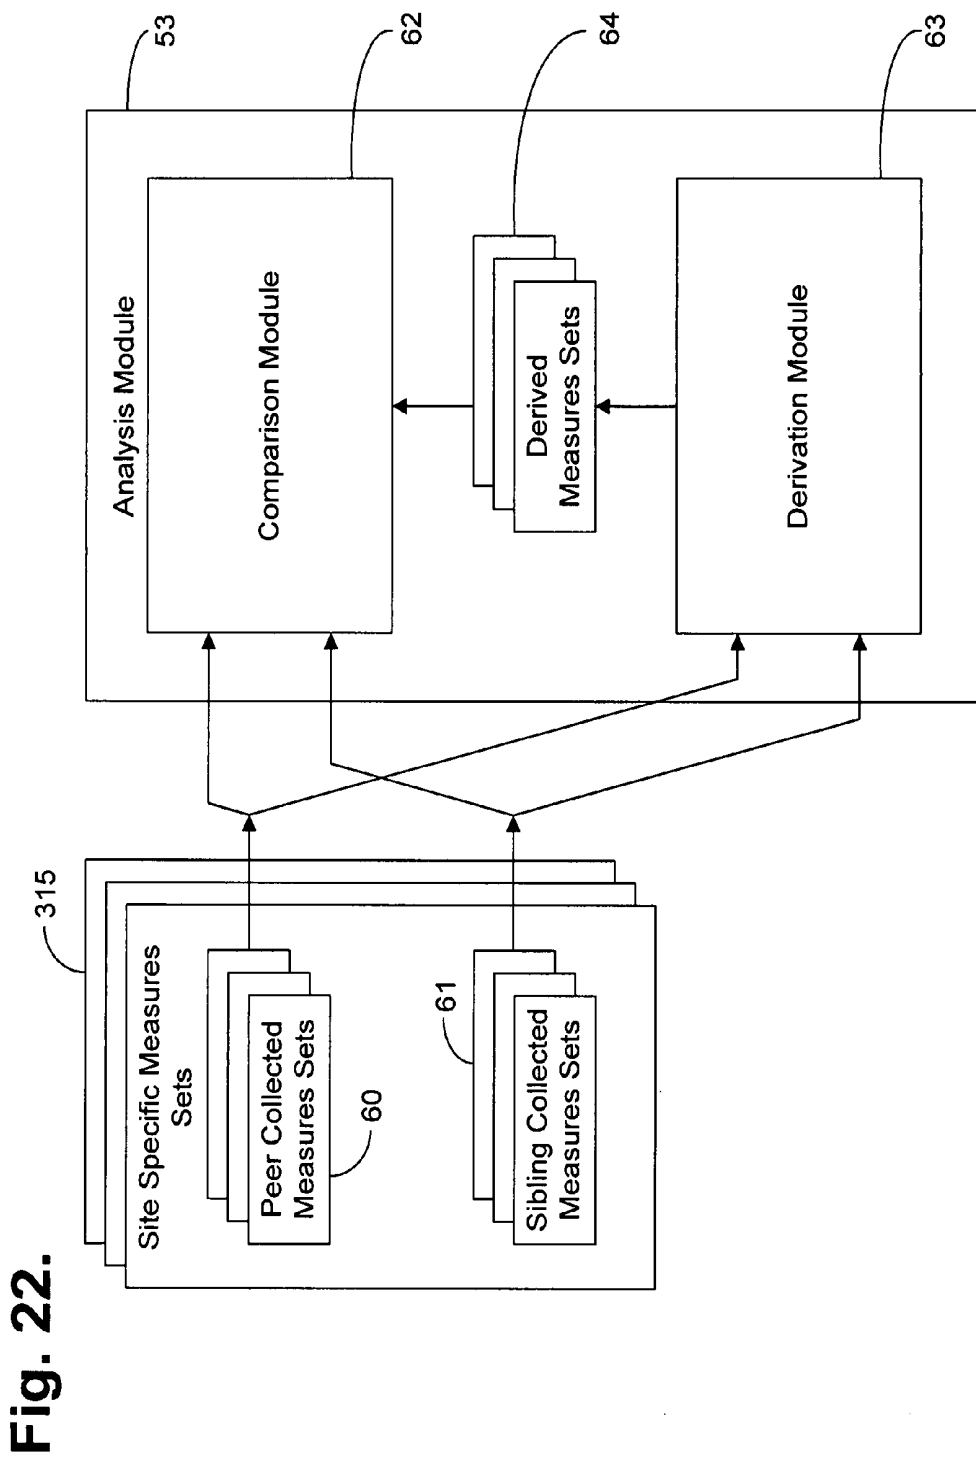 Fig. 22.
315
Site Specific Measures
Sets
Peer Collected
Measures Sets
60
61
Sibling Collected
Measures Sets
53
Analysis Module
Comparison Module
62
64
Derived
Measures Sets
Derivation Module
63